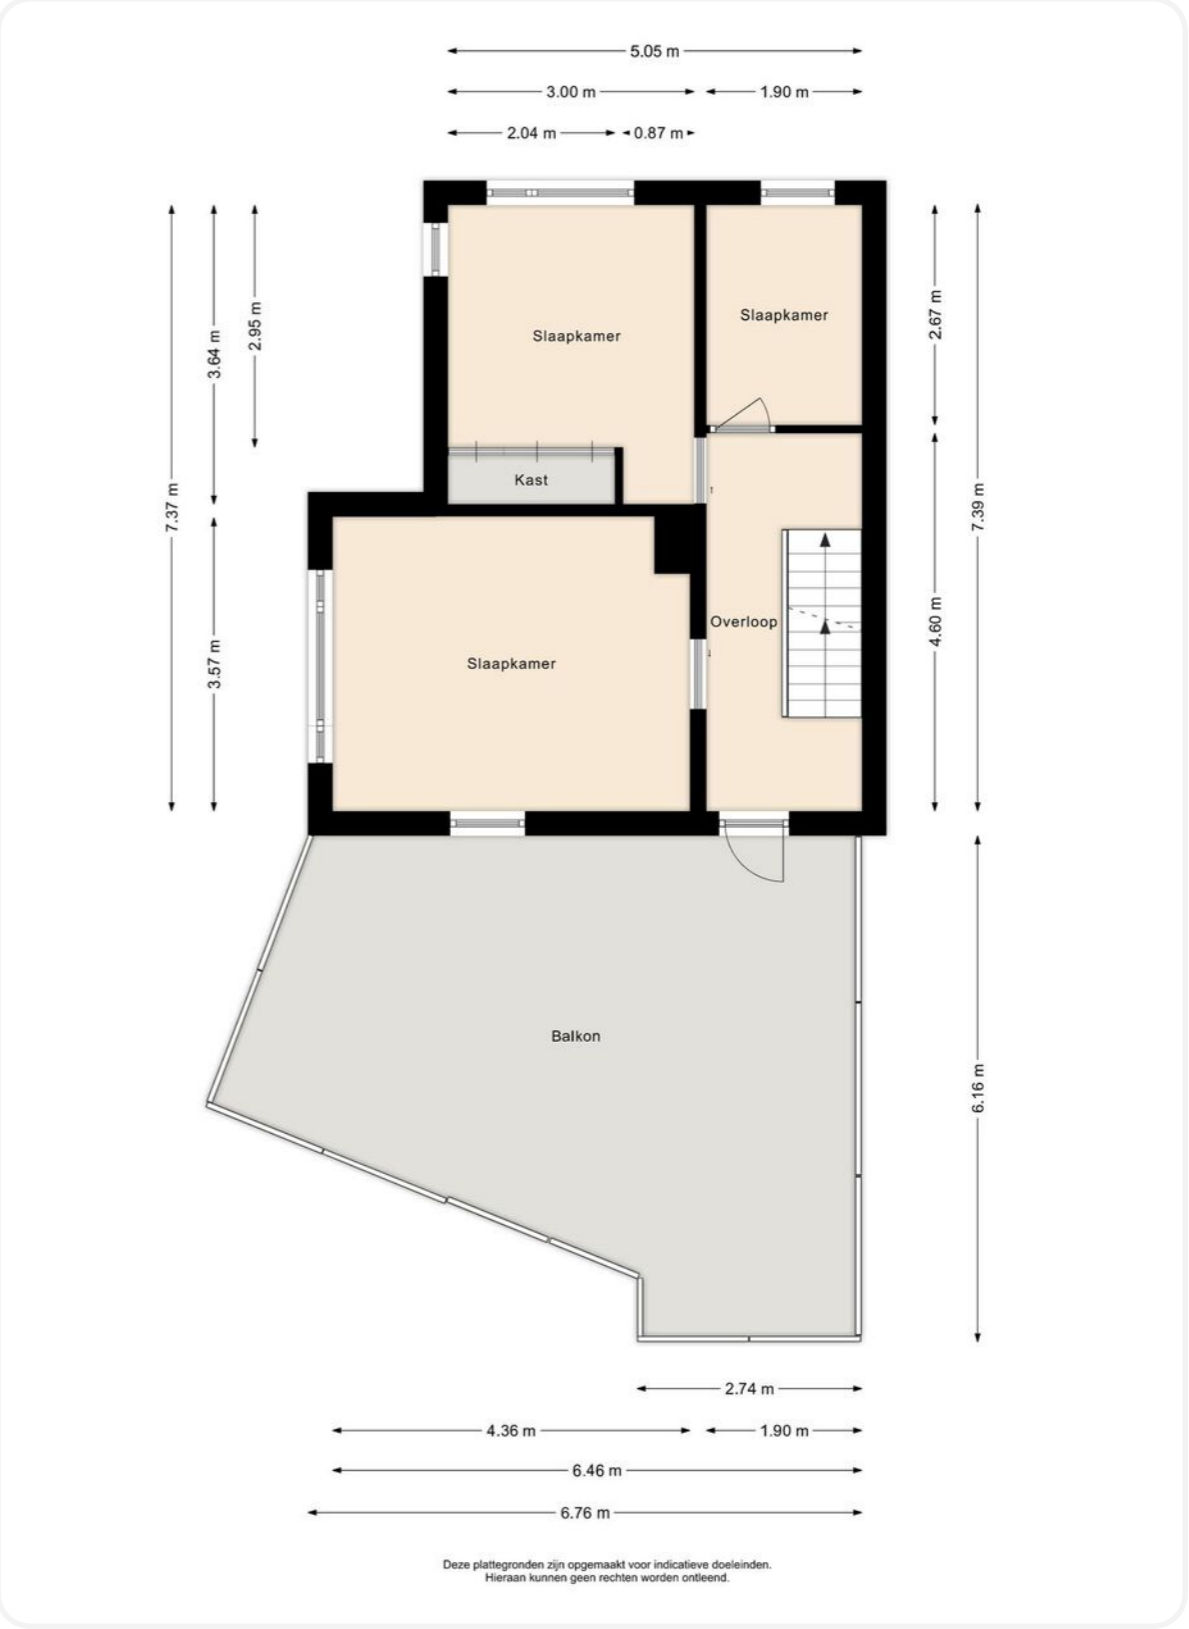 5.05 m
3.00 m
1.90 m
2.04 m
0.87 m
7.37 m
3.64 m
2.95 m
3.57 m
2.67 m
7.39 m
4.60 m
6.16 m
Slaapkamer
Slaapkamer
Kast
Overloop
Slaapkamer
Balkon
2.74 m
4.36 m
1.90 m
6.46 m
6.76 m
Deze plattegronden zijn opgemaakt voor indicatieve doeleinden.
Hieraan kunnen geen rechten worden ontleend.